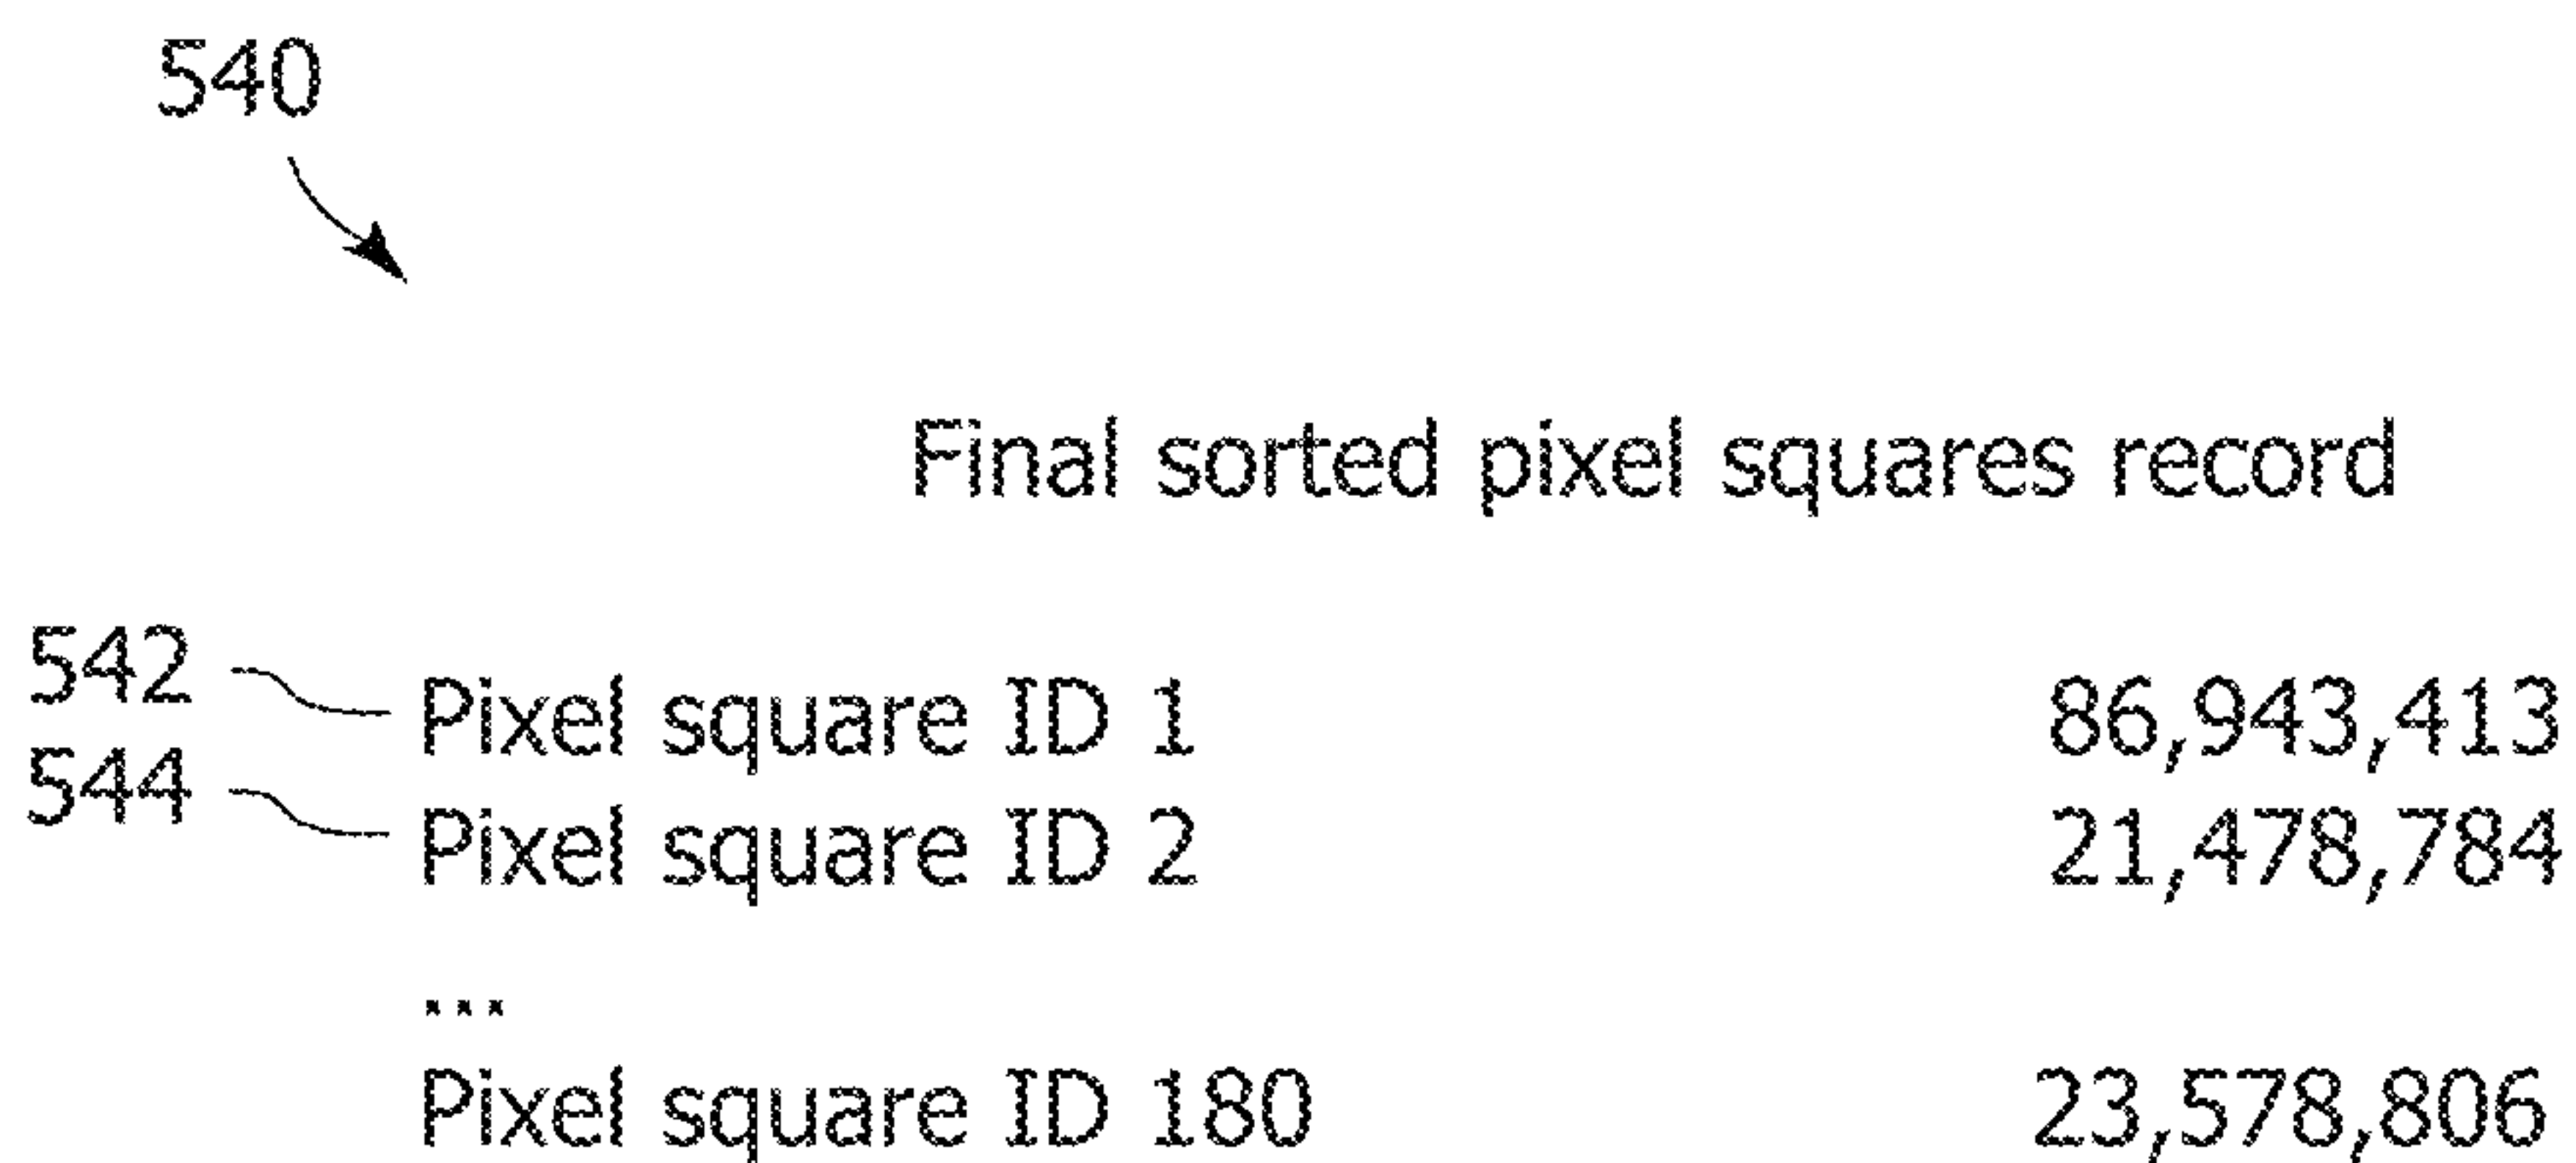 540
Final sorted pixel squares record
542 Pixel square ID 1 86,943,413
544 Pixel square ID 2 21,478,784
...
Pixel square ID 180 23,578,806